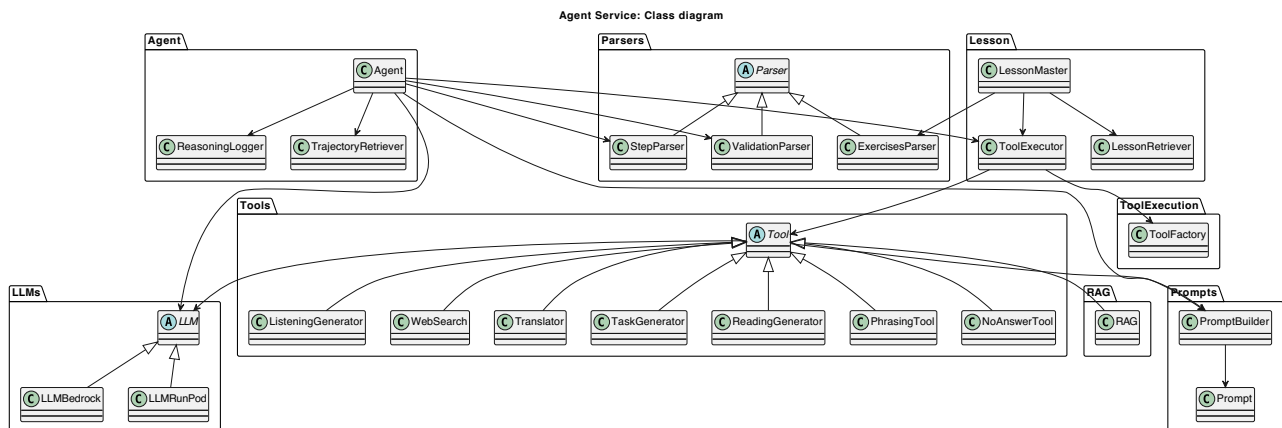 Agent Service: Class diagram
Agent
Parsers
Lesson
C Agent
A Parser
C LessonMaster
C ReasoningLogger
C TrajectoryRetriever
C StepParser
C ValidationParser
C ExercisesParser
C ToolExecutor
C LessonRetriever
Tools
ToolExecution
A Tool
C ToolFactory
LLMs
RAG
Prompts
A LLM
C ListeningGenerator
C WebSearch
C Translator
C TaskGenerator
C ReadingGenerator
C PhrasingTool
C NoAnswerTool
C RAG
C PromptBuilder
C LLMBedrock
C LLMRunPod
C Prompt